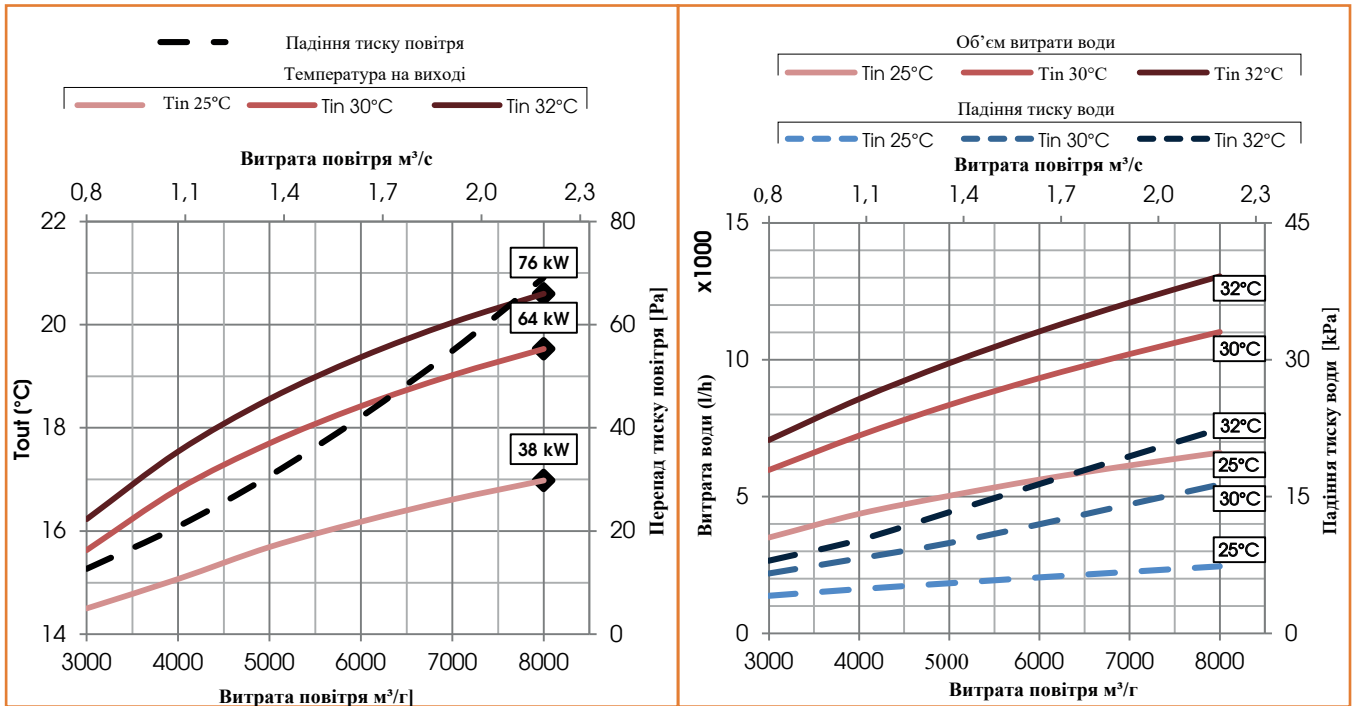 Падіння тиску повітря
Температура на виході
Tin 25°C Tin 30°C Tin 32°C
Витрата повітря м³/с
0,8 1,1 1,4 1,7 2,0 2,3
22 80
20 60
18 40
16 20
14 0
Tout (°C)
Перепад тиску повітря [Pa]
76 kW
64 kW
38 kW
3000 4000 5000 6000 7000 8000
Витрата повітря м³/г]
Об’єм витрати води
Tin 25°C Tin 30°C Tin 32°C
Падіння тиску води
Tin 25°C Tin 30°C Tin 32°C
Витрата повітря м³/с
0,8 1,1 1,4 1,7 2,0 2,3
15 45
10 30
5 15
0 0
x1000
Витрата води (l/h)
Падіння тиску води [kPa]
32°C
30°C
32°C
25°C
30°C
25°C
3000 4000 5000 6000 7000 8000
Витрата повітря м³/г